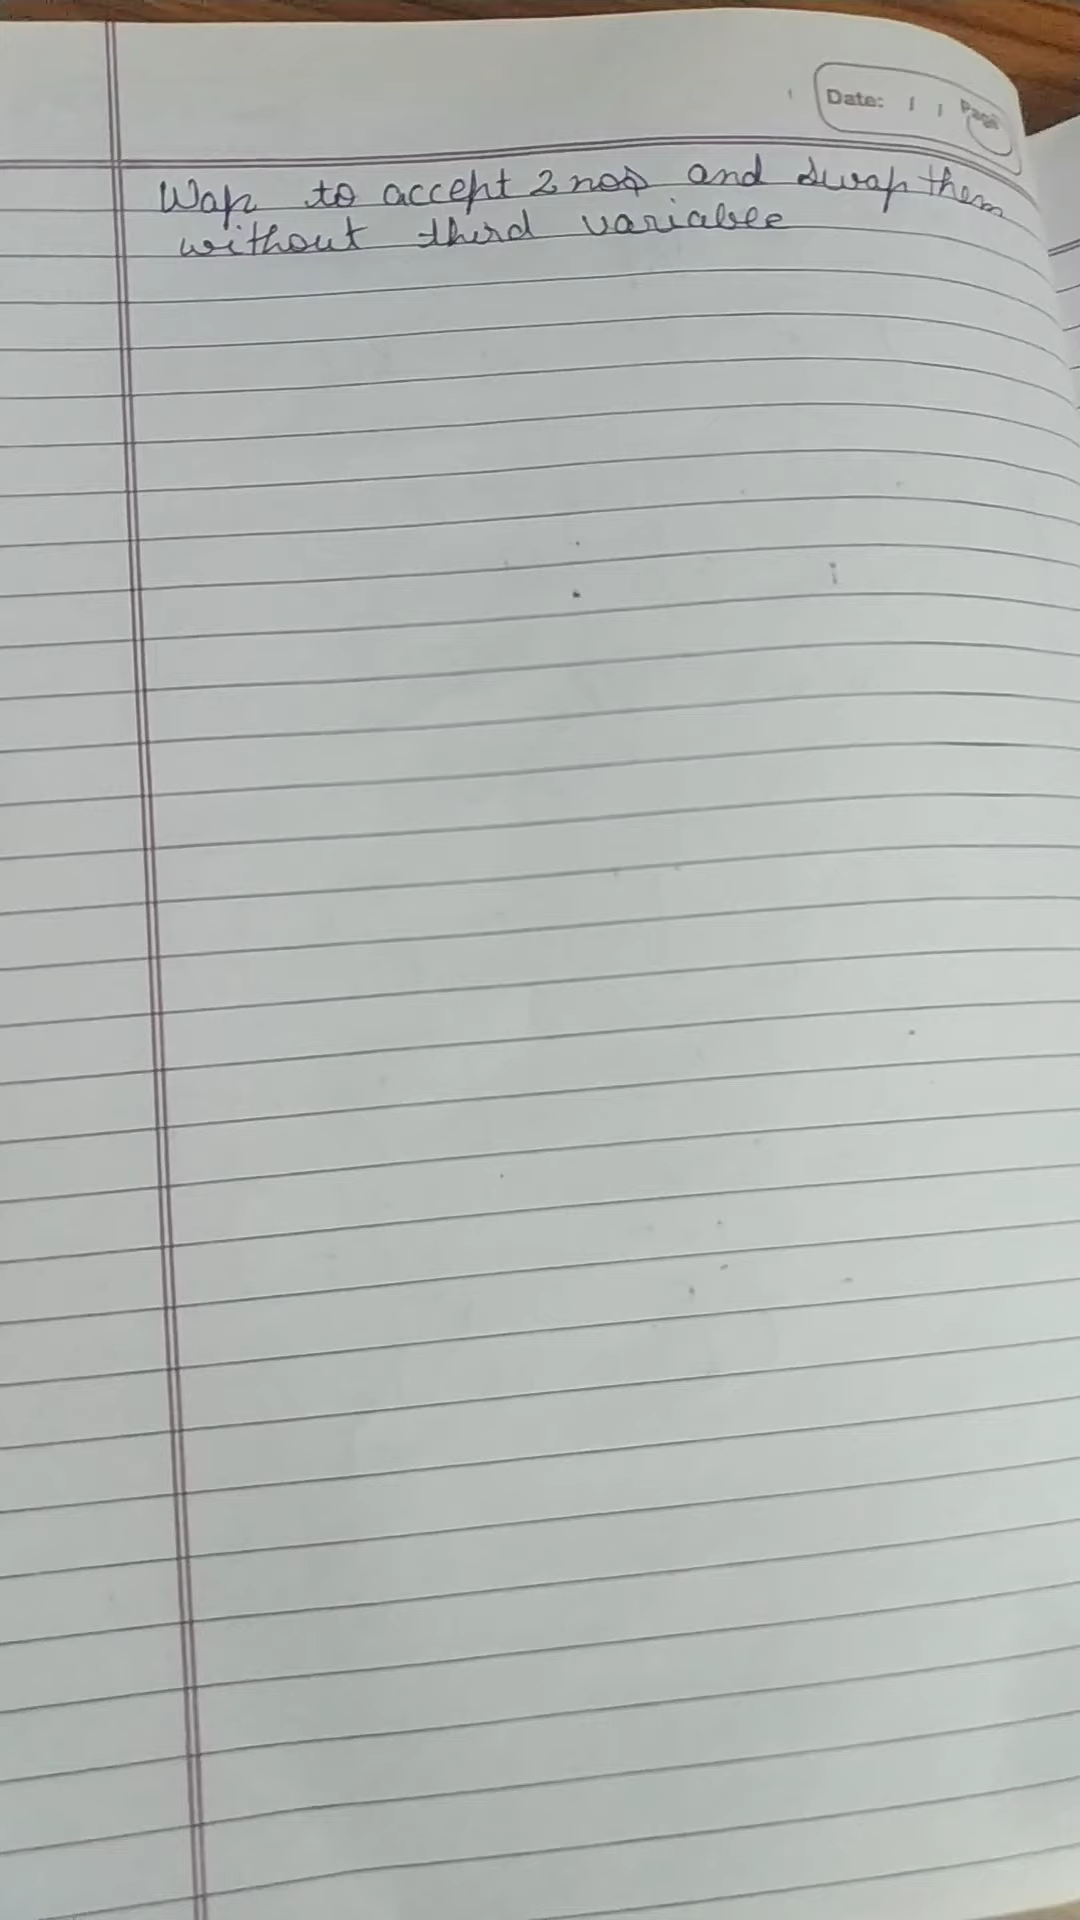 Date: / / Page
Wap to accept 2 nos and swap them
without third variable